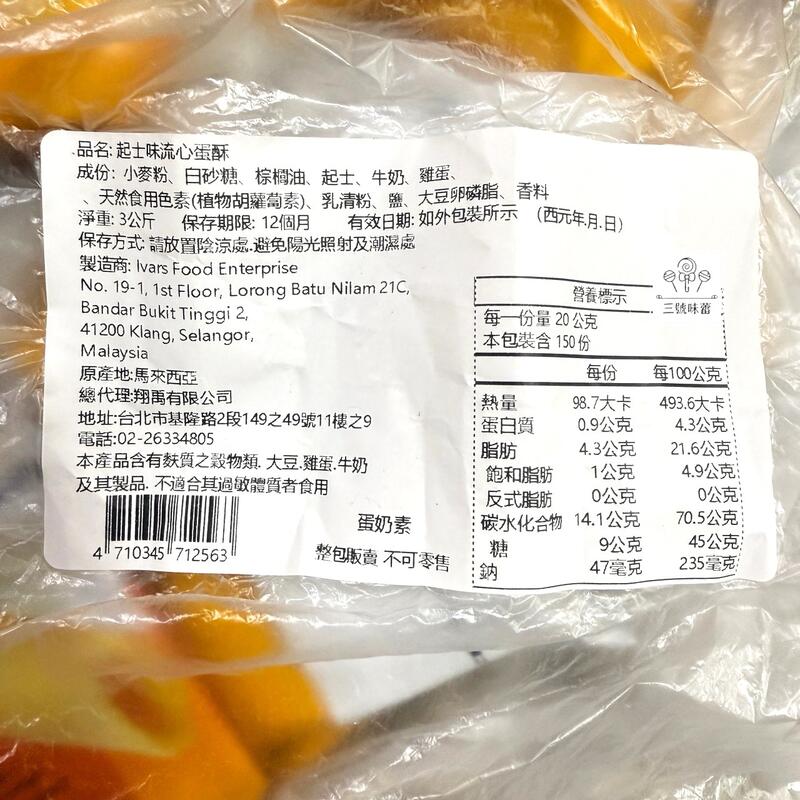 品名: 起士味流心蛋酥
成份: 小麥粉、白砂糖、棕櫚油、起士、牛奶、雞蛋、
、天然食用色素(植物胡蘿蔔素)、乳清粉、鹽、大豆卵磷脂、香料
淨重: 3公斤 保存期限: 12個月 有效日期: 如外包裝所示 (西元年.月.日)
保存方式: 請放置陰涼處.避免陽光照射及潮濕處
製造商: Ivars Food Enterprise
No. 19-1, 1st Floor, Lorong Batu Nilam 21C,
Bandar Bukit Tinggi 2,
41200 Klang, Selangor,
Malaysia
原產地:馬來西亞
總代理:翔禹有限公司
地址:台北市基隆路2段149之49號11樓之9
電話:02-26334805
本產品含有麩質之穀物類. 大豆.雞蛋.牛奶
及其製品. 不適合其過敏體質者食用
4 710345 712563
蛋奶素
整包販賣 不可零售
三號味蕾
營養標示
每一份量 20公克
本包裝含 150份
每份 每100公克
熱量 98.7大卡 493.6大卡
蛋白質 0.9公克 4.3公克
脂肪 4.3公克 21.6公克
飽和脂肪 1公克 4.9公克
反式脂肪 0公克 0公克
碳水化合物 14.1公克 70.5公克
糖 9公克 45公克
鈉 47毫克 235毫克